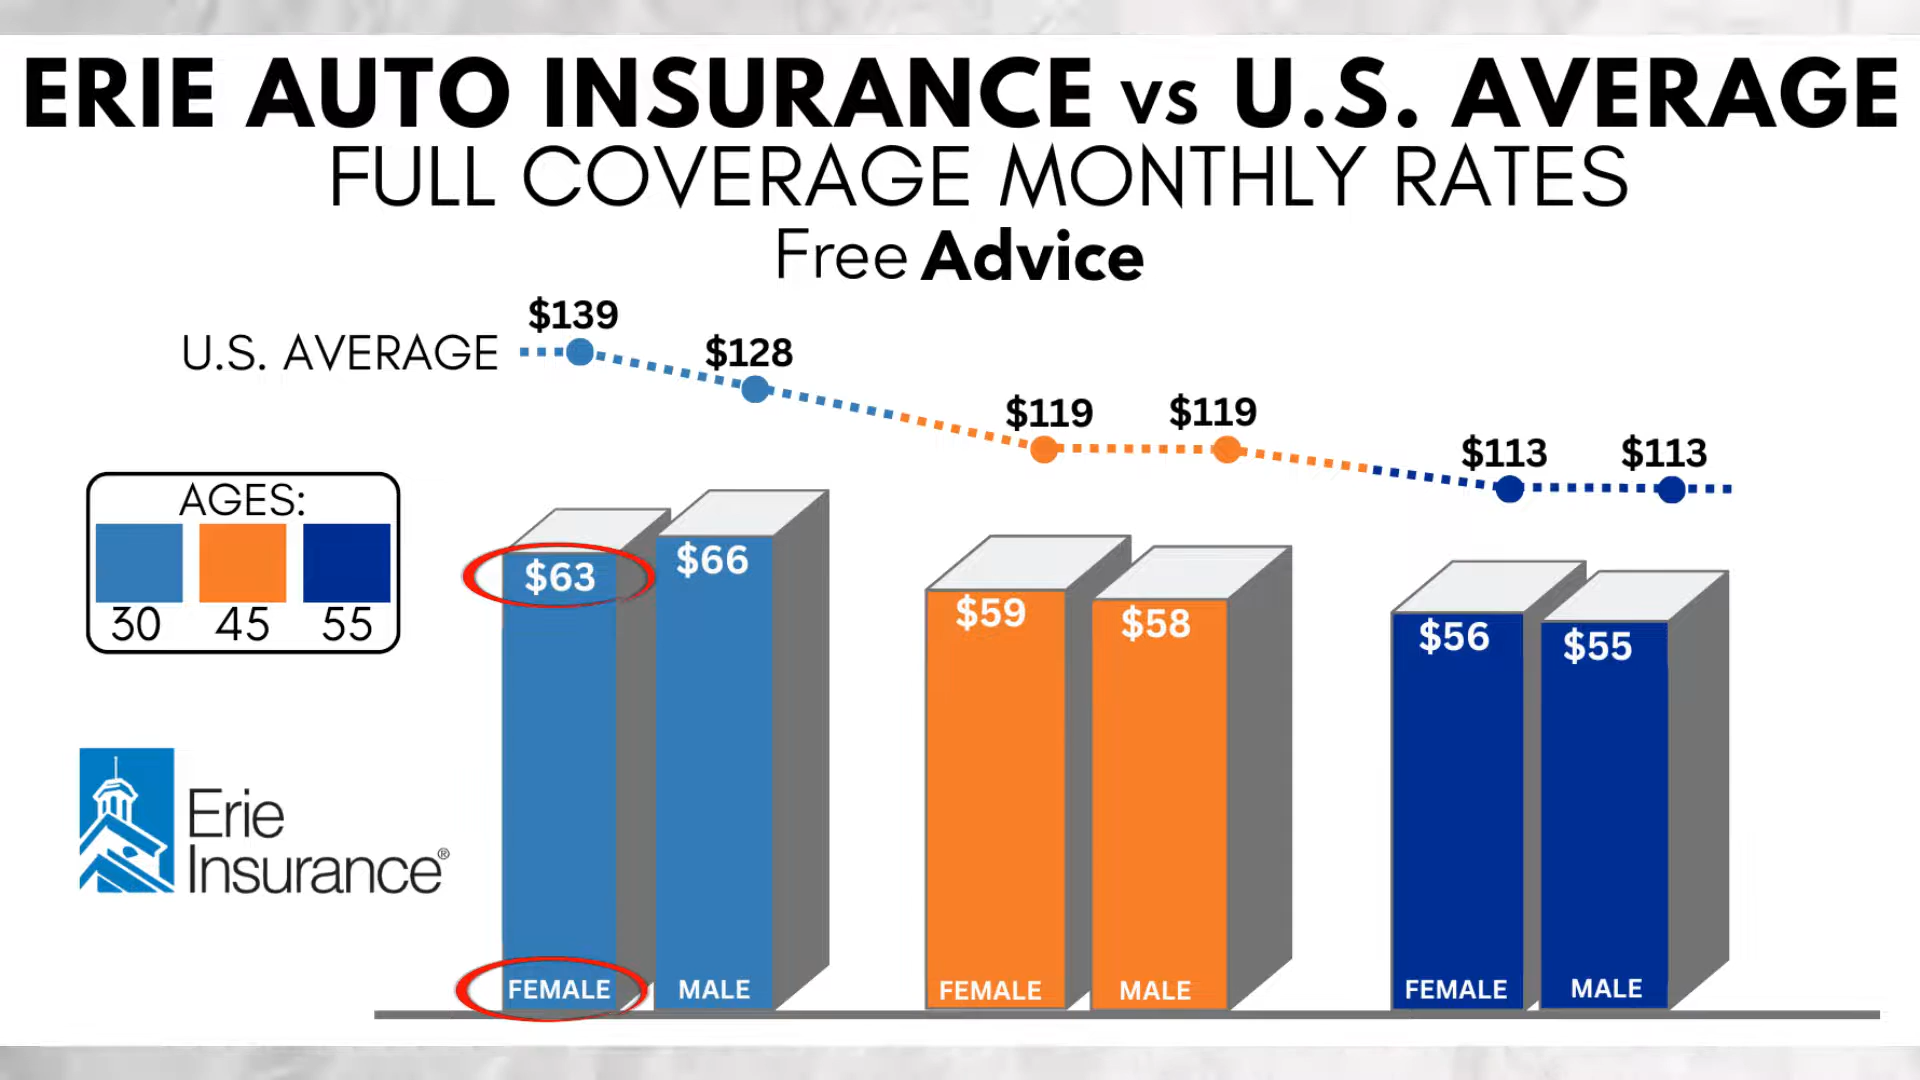 ERIE AUTO INSURANCE vs U.S. AVERAGE
FULL COVERAGE MONTHLY RATES
Free Advice
$139
U.S. AVERAGE
$128
$119 $119
$113 $113
AGES:
30 45 55
$63 $66
$59 $58
$56 $55
Erie
Insurance®
FEMALE MALE FEMALE MALE FEMALE MALE